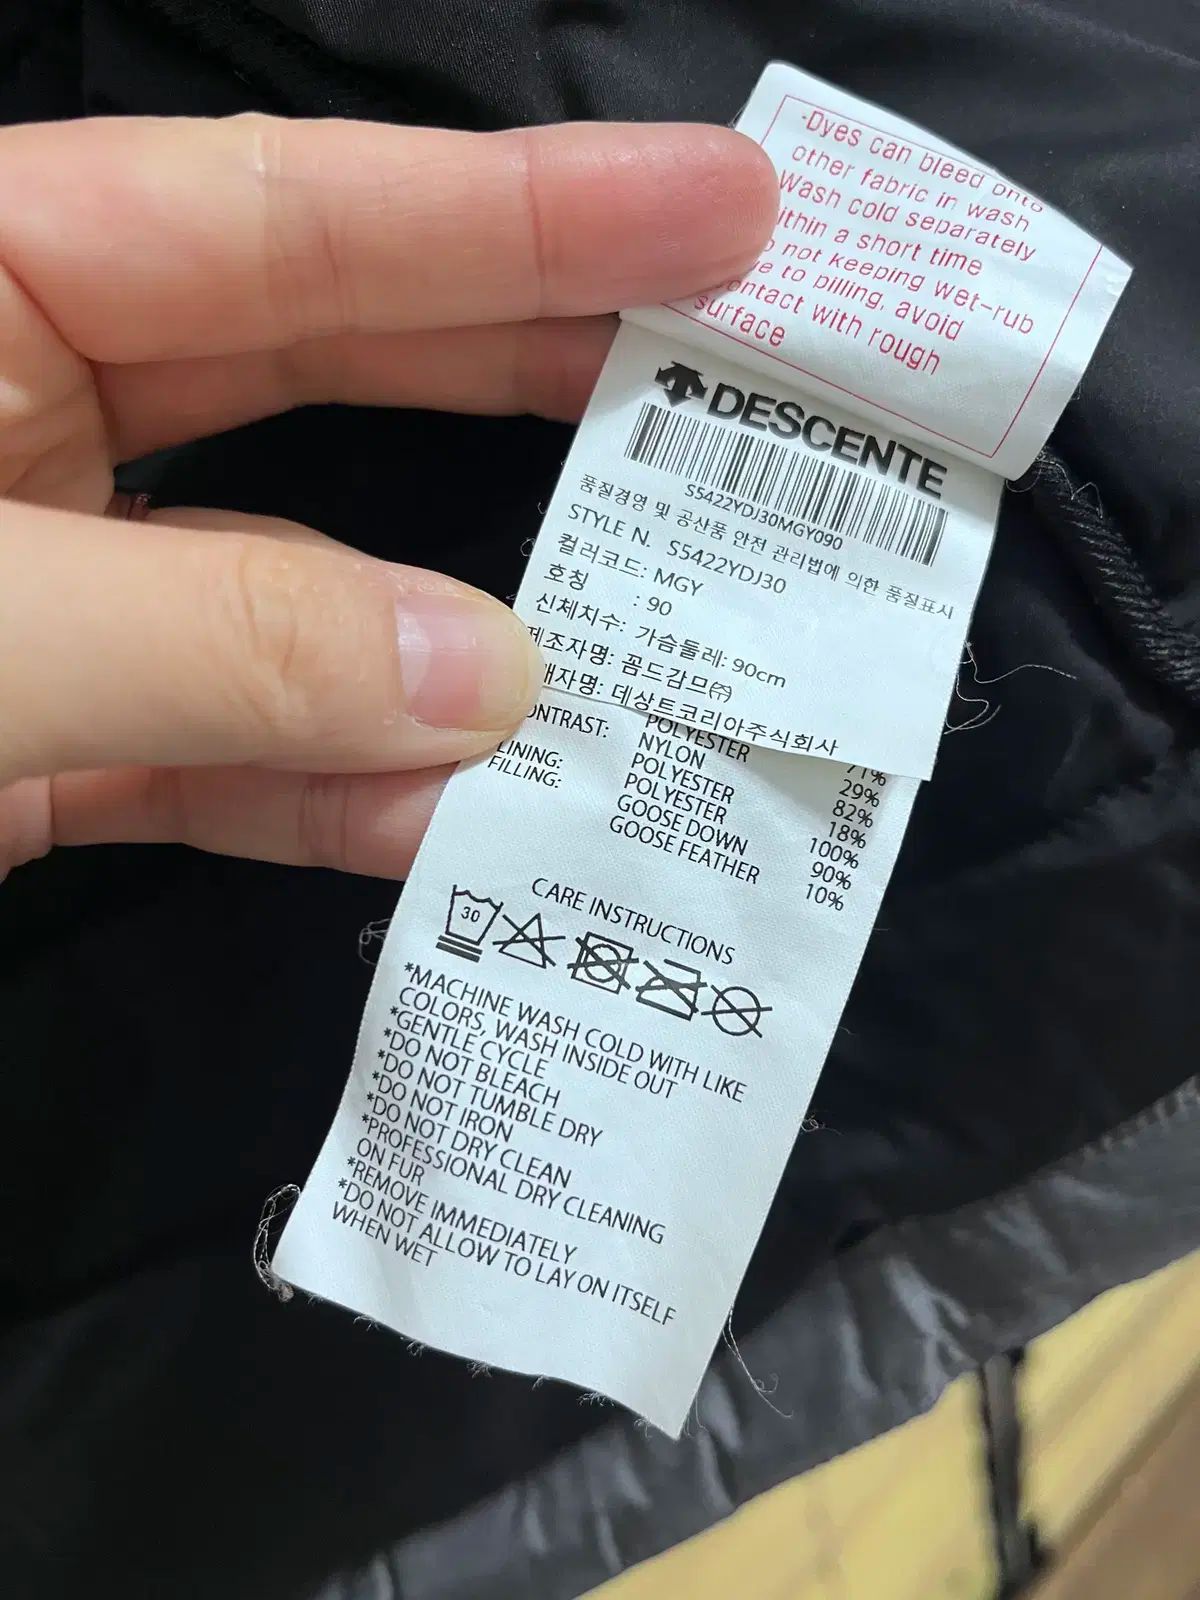 -Dyes can bleed onto
other fabric in wash
Wash cold separately
within a short time
not keeping wet-rub
to pilling, avoid
contact with rough
surface
DESCENTE
S5422YDJ30MGY090
품질경영 및 공산품 안전 관리법에 의한 품질표시
STYLE N. S5422YDJ30
컬러코드: MGY
호칭 : 90
신체치수: 가슴둘레: 90cm
제조자명: 꼼드감므㈜
매자명: 데상트코리아주식회사
CONTRAST: POLYESTER 71%
NYLON 29%
POLYESTER 82%
LINING: POLYESTER 18%
FILLING: GOOSE DOWN 100%
GOOSE FEATHER 90%
10%
CARE INSTRUCTIONS
30
*MACHINE WASH COLD WITH LIKE
COLORS, WASH INSIDE OUT
*GENTLE CYCLE
*DO NOT BLEACH
*DO NOT TUMBLE DRY
*DO NOT IRON
*DO NOT DRY CLEAN
*PROFESSIONAL DRY CLEANING
ON FUR
*REMOVE IMMEDIATELY
*DO NOT ALLOW TO LAY ON ITSELF
WHEN WET